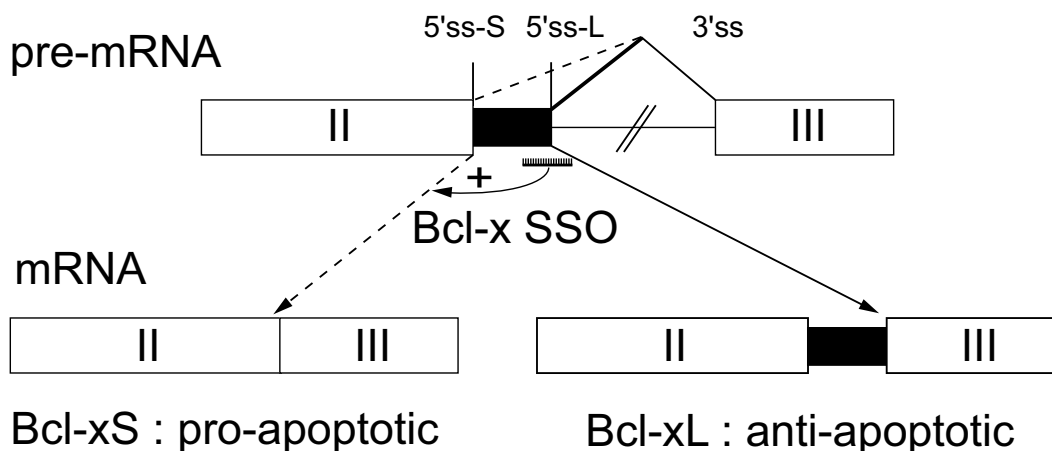 5'ss-S 5'ss-L 3'ss
pre-mRNA
II III
+
Bcl-x SSO
mRNA
II III II III
Bcl-xS : pro-apoptotic Bcl-xL : anti-apoptotic